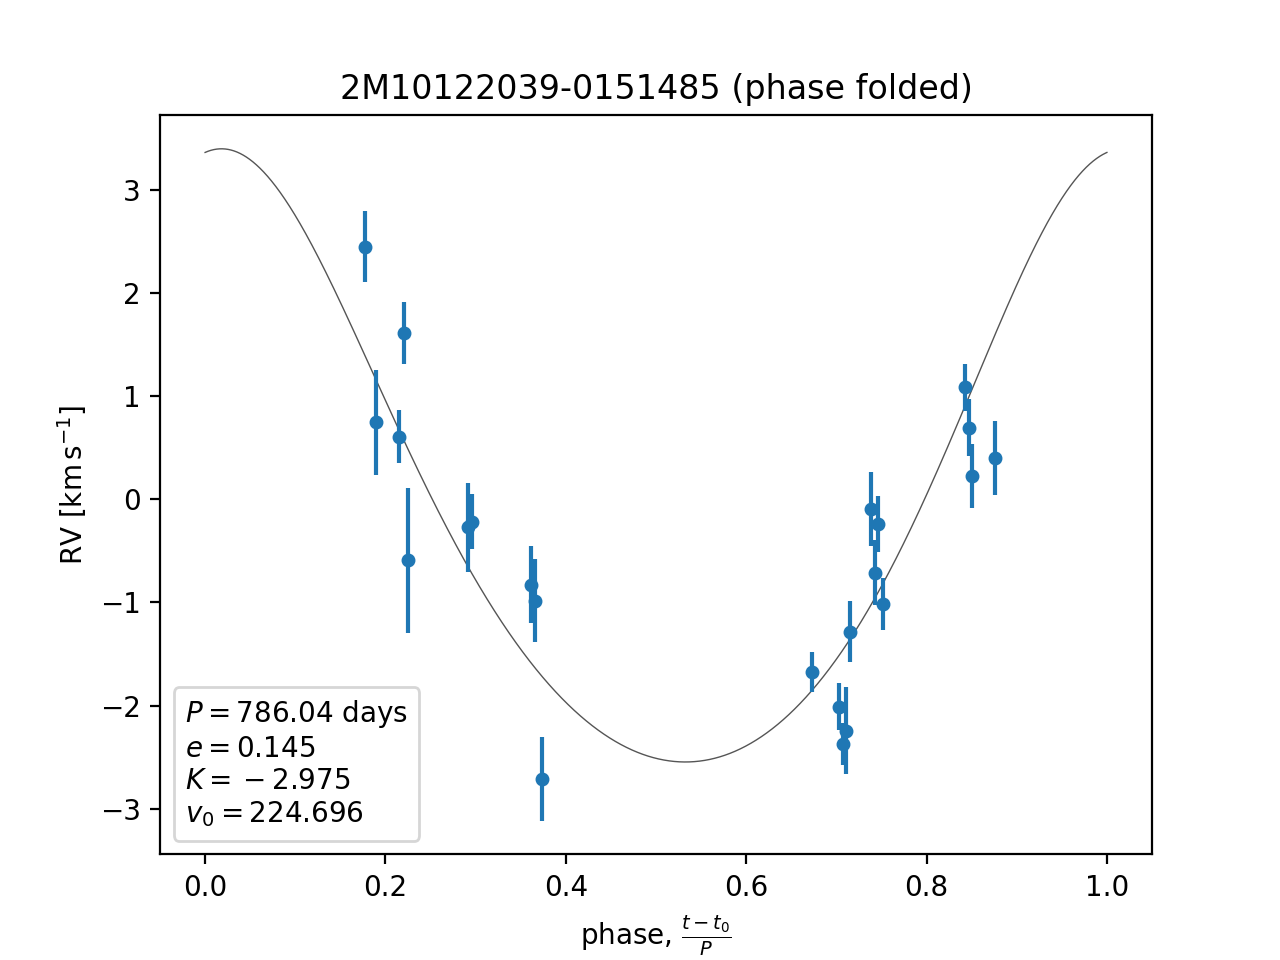 2M10122039-0151485 (phase folded)
RV [km s⁻¹]
3
2
1
0
−1
−2
−3
P = 786.04 days
e = 0.145
K = −2.975
v₀ = 224.696
0.0 0.2 0.4 0.6 0.8 1.0
phase, (t − t₀)/P